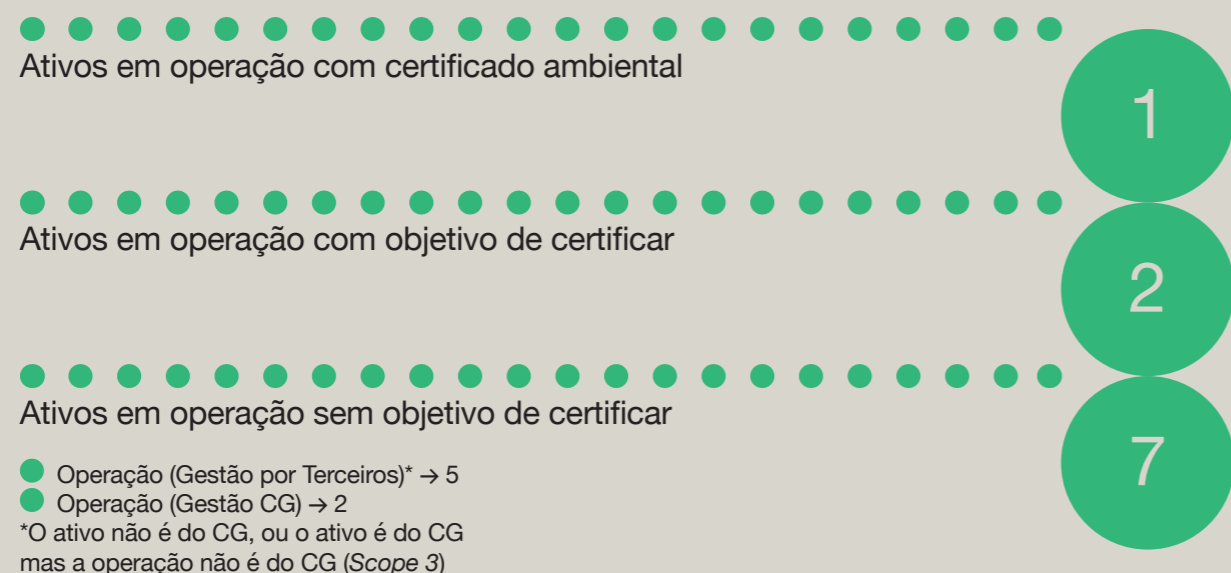 Ativos em operação com certificado ambiental
1
Ativos em operação com objetivo de certificar
2
Ativos em operação sem objetivo de certificar
7
Operação (Gestão por Terceiros)* → 5
Operação (Gestão CG) → 2
*O ativo não é do CG, ou o ativo é do CG
mas a operação não é do CG (Scope 3)